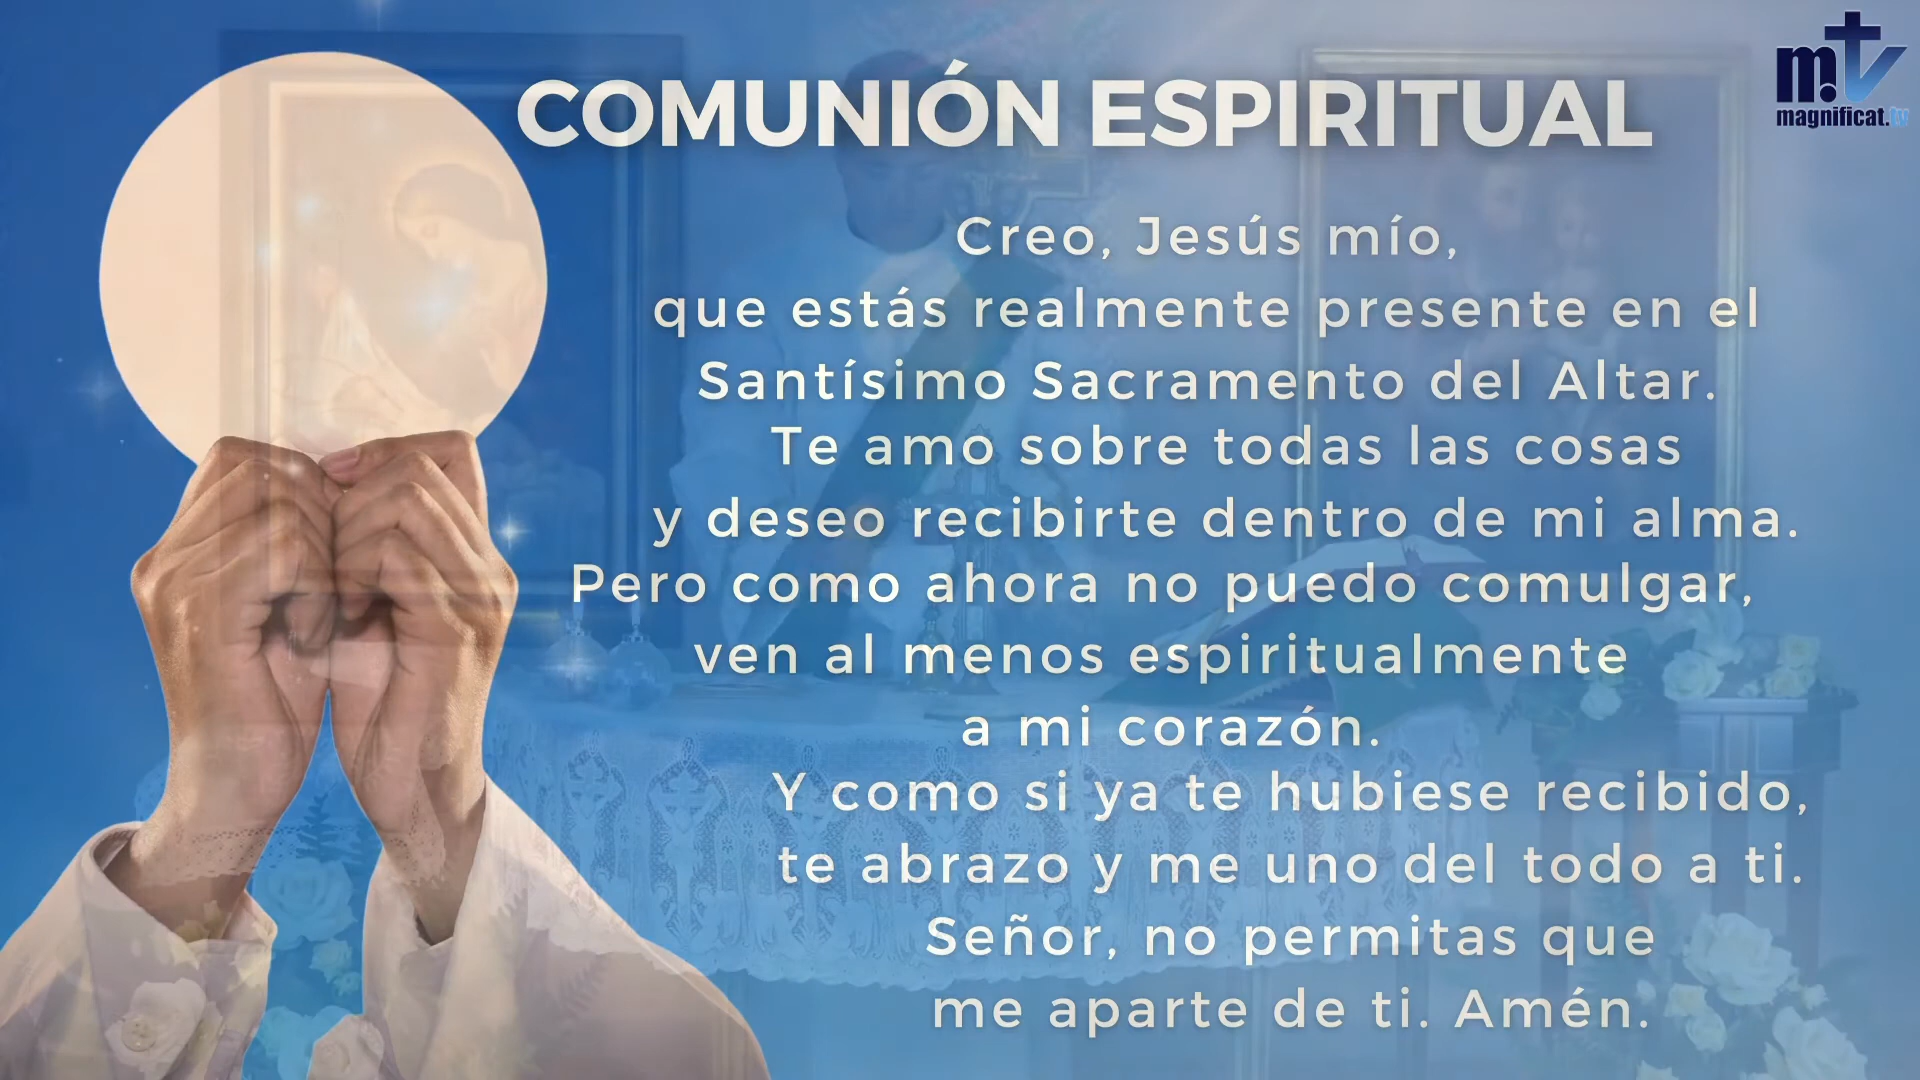 COMUNIÓN ESPIRITUAL
m.tv
magnificat.tv
Creo, Jesús mío,
que estás realmente presente en el
Santísimo Sacramento del Altar.
Te amo sobre todas las cosas
y deseo recibirte dentro de mi alma.
Pero como ahora no puedo comulgar,
ven al menos espiritualmente
a mi corazón.
Y como si ya te hubiese recibido,
te abrazo y me uno del todo a ti.
Señor, no permitas que
me aparte de ti. Amén.